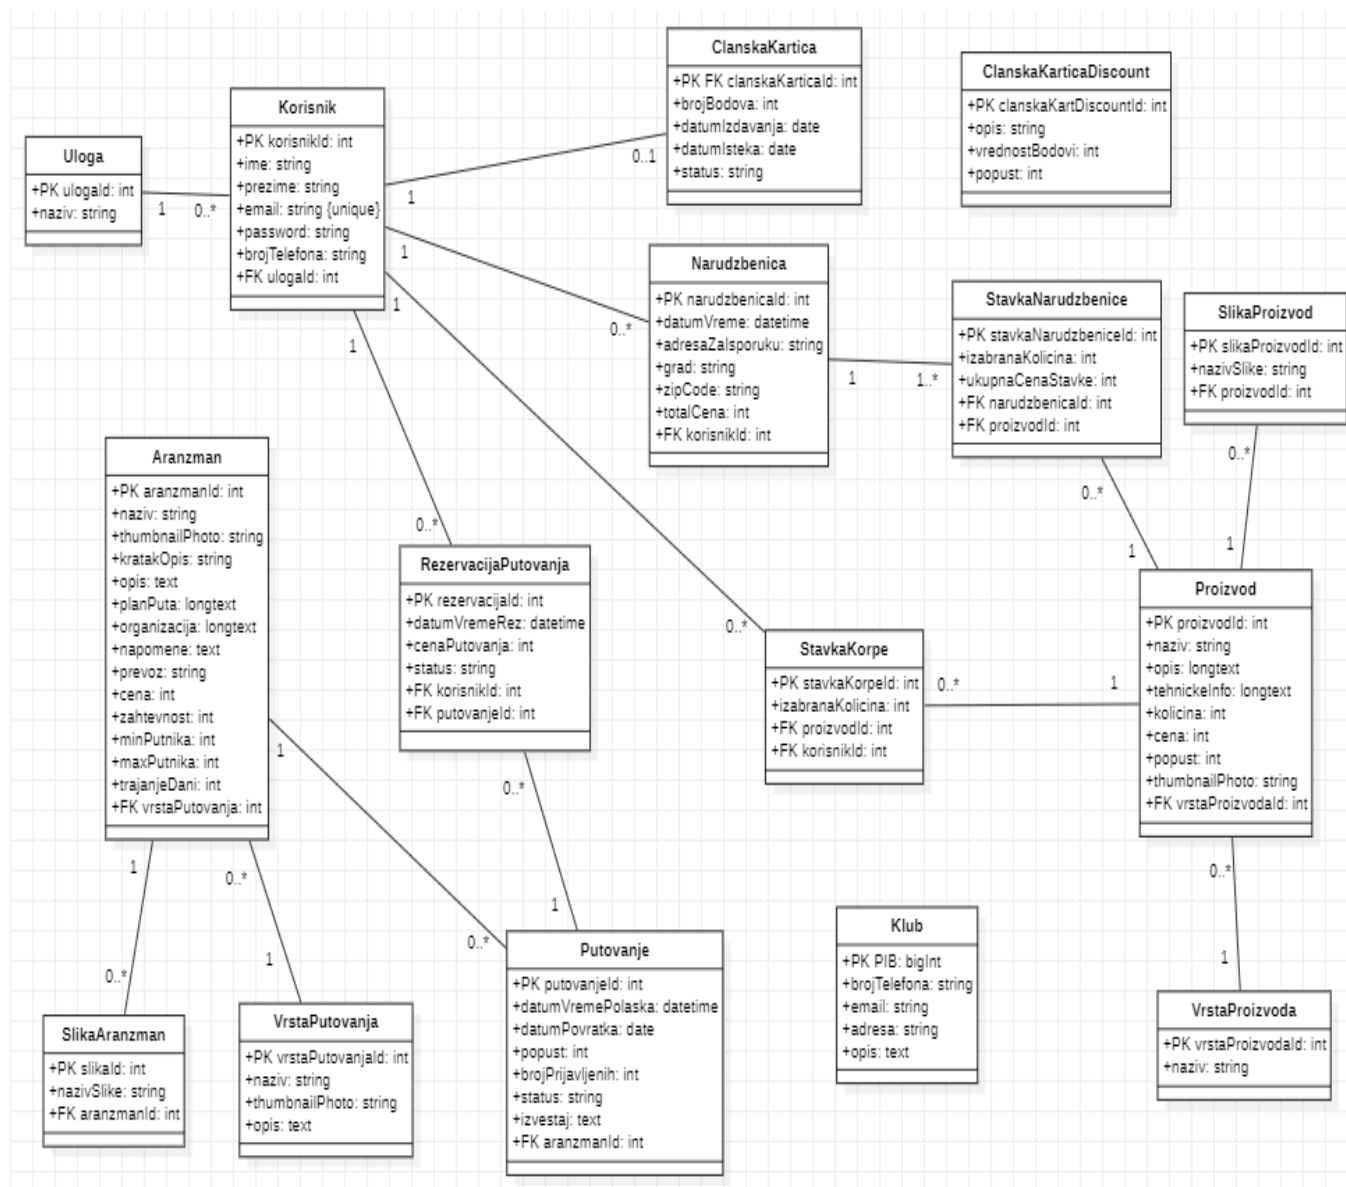 ClanskaKartica
+PK FK clanskaKarticaId: int
+brojBodova: int
+datumIzdavanja: date
+datumIsteka: date
+status: string
ClanskaKarticaDiscount
+PK clanskaKartDiscountId: int
+opis: string
+vrednostBodovi: int
+popust: int
Korisnik
+PK korisnikId: int
+ime: string
+prezime: string
+email: string {unique}
+password: string
+brojTelefona: string
+FK ulogaId: int
Uloga
+PK ulogaId: int
+naziv: string
1
0..*
1
0..1
1
0..*
1
0..*
1
0..*
Narudzbenica
+PK narudzbenicaId: int
+datumVreme: datetime
+adresaZaIsporuku: string
+grad: string
+zipCode: string
+totalCena: int
+FK korisnikId: int
1
1..*
StavkaNarudzbenice
+PK stavkaNarudzbeniceId: int
+izabranaKolicina: int
+ukupnaCenaStavke: int
+FK narudzbenicaId: int
+FK proizvodId: int
SlikaProizvod
+PK slikaProizvodId: int
+nazivSlike: string
+FK proizvodId: int
0..*
1
0..*
1
Aranzman
+PK aranzmanId: int
+naziv: string
+thumbnailPhoto: string
+kratakOpis: string
+opis: text
+planPuta: longtext
+organizacija: longtext
+napomene: text
+prevoz: string
+cena: int
+zahtevnost: int
+minPutnika: int
+maxPutnika: int
+trajanjeDani: int
+FK vrstaPutovanja: int
RezervacijaPutovanja
+PK rezervacijaId: int
+datumVremeRez: datetime
+cenaPutovanja: int
+status: string
+FK korisnikId: int
+FK putovanjeId: int
StavkaKorpe
+PK stavkaKorpeId: int
+izabranaKolicina: int
+FK proizvodId: int
+FK korisnikId: int
0..*
1
Proizvod
+PK proizvodId: int
+naziv: string
+opis: longtext
+tehnickeInfo: longtext
+kolicina: int
+cena: int
+popust: int
+thumbnailPhoto: string
+FK vrstaProizvodaId: int
1
0..*
0..*
1
1
0..*
0..*
1
0..*
1
SlikaAranzman
+PK slikaId: int
+nazivSlike: string
+FK aranzmanId: int
VrstaPutovanja
+PK vrstaPutovanjaId: int
+naziv: string
+thumbnailPhoto: string
+opis: text
Putovanje
+PK putovanjeId: int
+datumVremePolaska: datetime
+datumPovratka: date
+popust: int
+brojPrijavljenih: int
+status: string
+izvestaj: text
+FK aranzmanId: int
Klub
+PK PIB: bigInt
+brojTelefona: string
+email: string
+adresa: string
+opis: text
VrstaProizvoda
+PK vrstaProizvodaId: int
+naziv: string